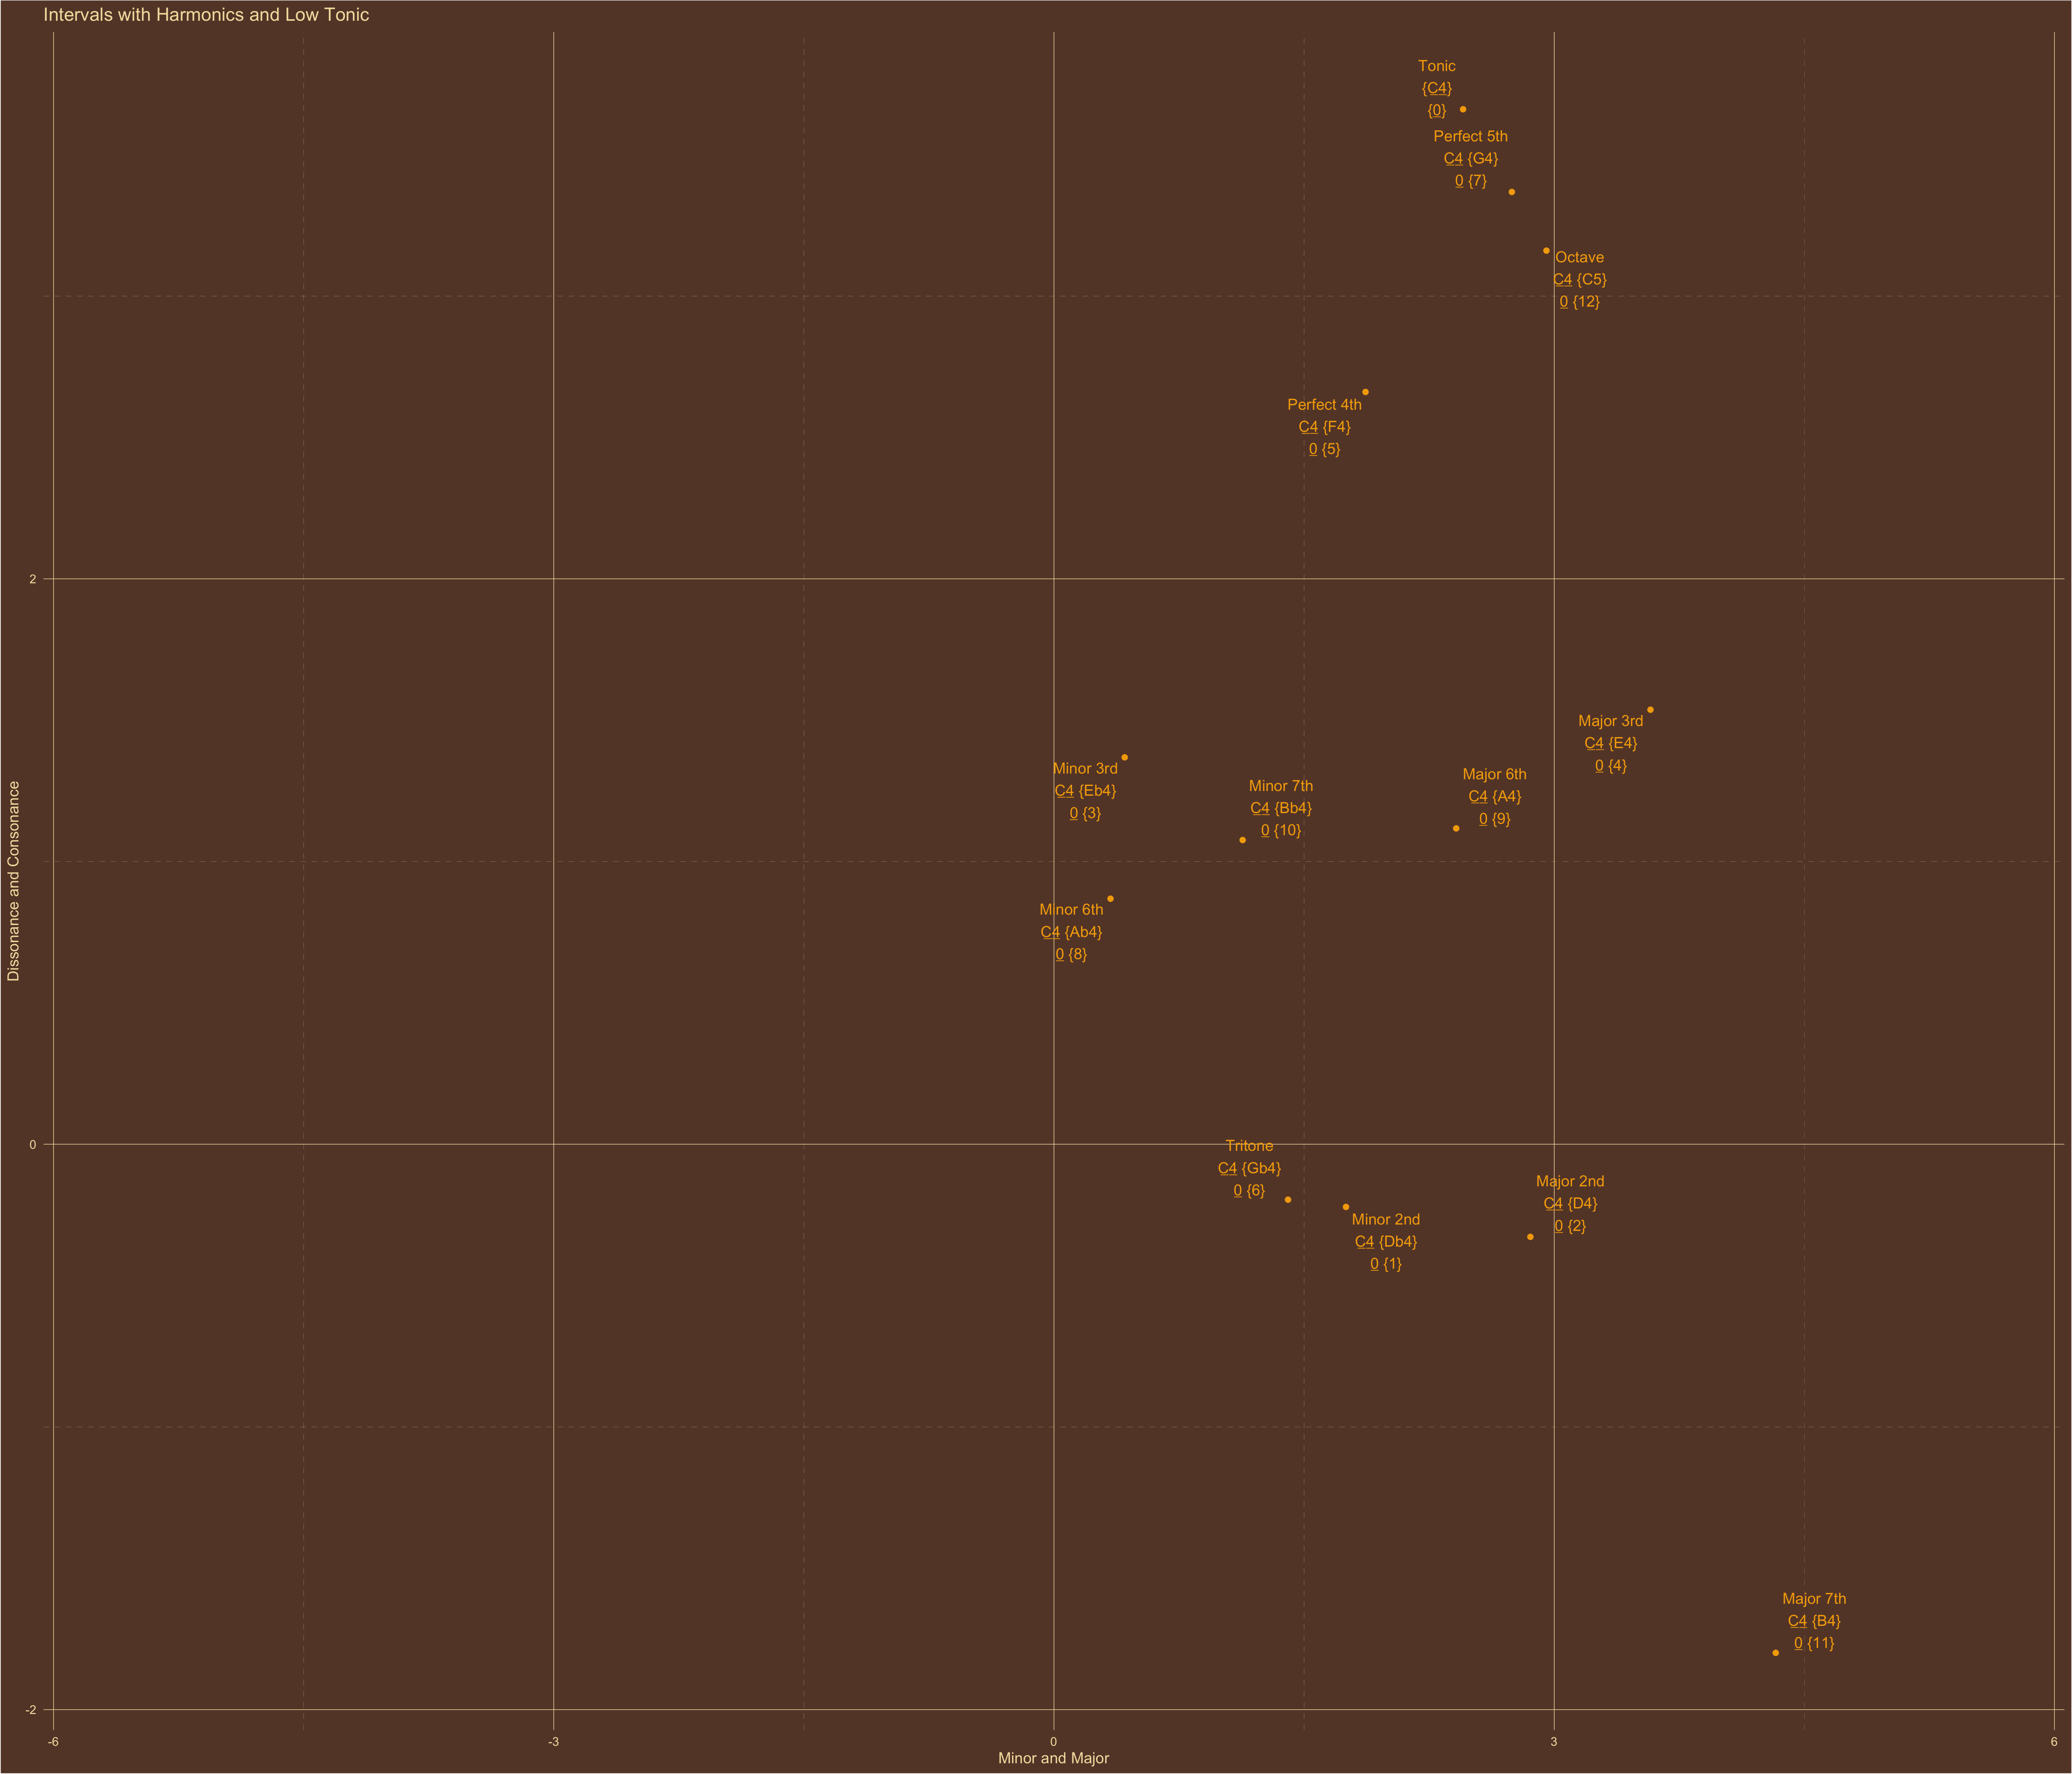 Intervals with Harmonics and Low Tonic
Tonic
{C4}
{0}
Perfect 5th
C4 {G4}
0 {7}
Octave
C4 {C5}
0 {12}
Perfect 4th
C4 {F4}
0 {5}
2
Major 3rd
C4 {E4}
0 {4}
Minor 3rd
C4 {Eb4}
0 {3}
Minor 7th
C4 {Bb4}
0 {10}
Major 6th
C4 {A4}
0 {9}
Minor 6th
C4 {Ab4}
0 {8}
Dissonance and Consonance
0
Tritone
C4 {Gb4}
0 {6}
Minor 2nd
C4 {Db4}
0 {1}
Major 2nd
C4 {D4}
0 {2}
Major 7th
C4 {B4}
0 {11}
-2
-6 -3 0 3 6
Minor and Major